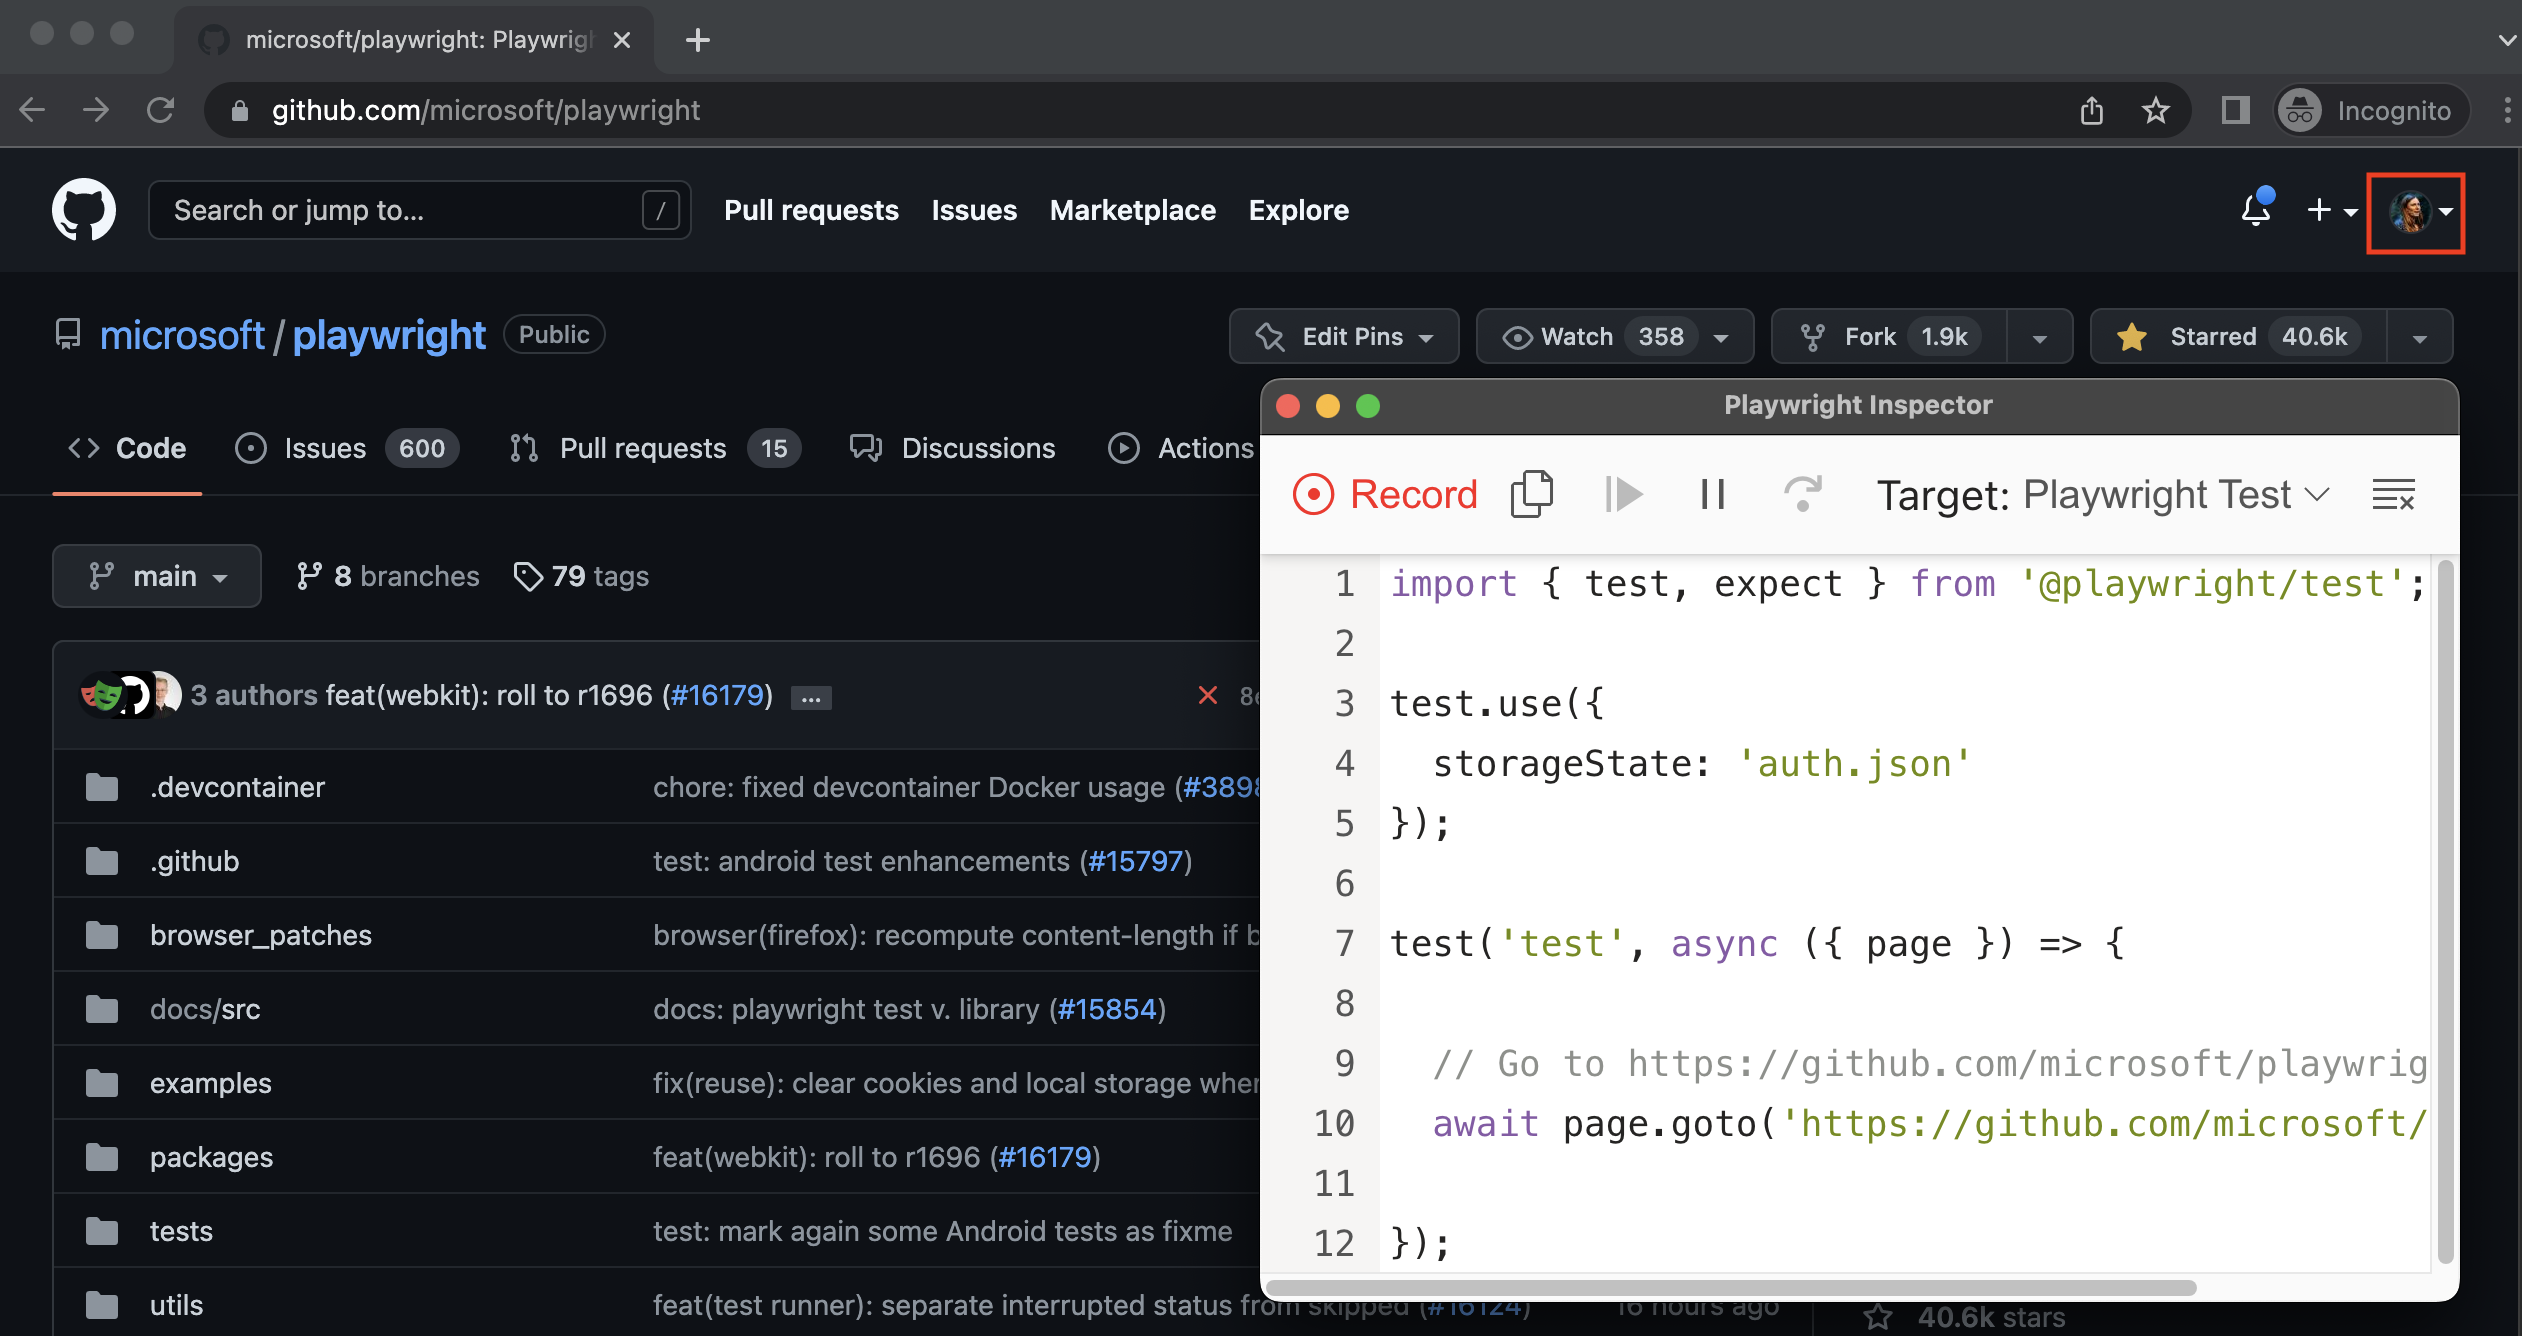 microsoft/playwright: Playwrig
github.com/microsoft/playwright
Incognito
Search or jump to...
/
Pull requests
Issues
Marketplace
Explore
microsoft/playwright
Public
Edit Pins
Watch 358
Fork 1.9k
Starred 40.6k
Code
Issues 600
Pull requests 15
Discussions
Actions
main
8 branches
79 tags
3 authors feat(webkit): roll to r1696 (#16179) ...
.devcontainer
chore: fixed devcontainer Docker usage (#3898
.github
test: android test enhancements (#15797)
browser_patches
browser(firefox): recompute content-length if b
docs/src
docs: playwright test v. library (#15854)
examples
fix(reuse): clear cookies and local storage when
packages
feat(webkit): roll to r1696 (#16179)
tests
test: mark again some Android tests as fixme
utils
feat(test runner): separate interrupted status from skipped (#16124)
16 hours ago
40.6k stars
Playwright Inspector
Record
Target: Playwright Test
1 import { test, expect } from '@playwright/test';
2
3 test.use({
4 storageState: 'auth.json'
5 });
6
7 test('test', async ({ page }) => {
8
9 // Go to https://github.com/microsoft/playwrig
10 await page.goto('https://github.com/microsoft/
11
12 });